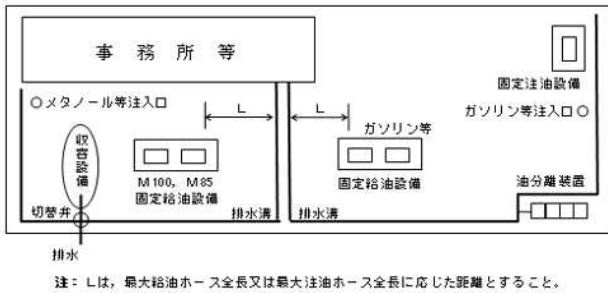 事務所等
固定注油設備
○メタノール等注入口
L
L
ガソリン等
ガソリン等注入口○
収容設備
M100，M85
固定給油設備
固定給油設備
油分離装置
切替弁
排水溝
排水溝
排水
注：Lは，最大給油ホース全長又は最大注油ホース全長に応じた距離とすること。